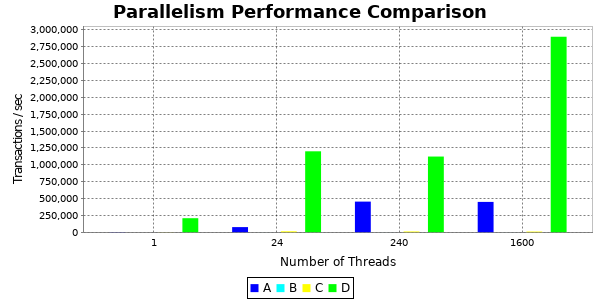 Parallelism Performance Comparison
Transactions / sec
3,000,000
2,750,000
2,500,000
2,250,000
2,000,000
1,750,000
1,500,000
1,250,000
1,000,000
750,000
500,000
250,000
0
1 24 240 1600
Number of Threads
A B C D